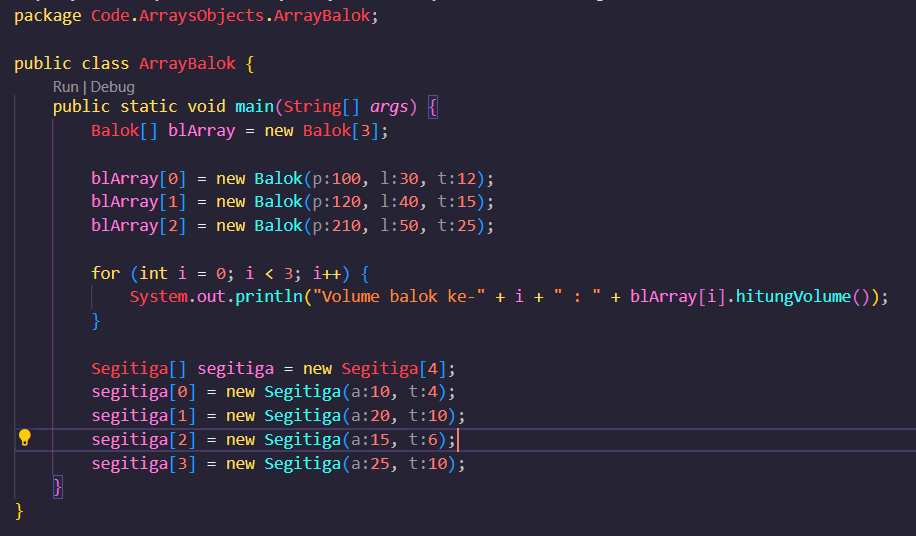 package Code.ArraysObjects.ArrayBalok;
public class ArrayBalok {
Run | Debug
public static void main(String[] args) {
Balok[] blArray = new Balok[3];
blArray[0] = new Balok(p:100, l:30, t:12);
blArray[1] = new Balok(p:120, l:40, t:15);
blArray[2] = new Balok(p:210, l:50, t:25);
for (int i = 0; i < 3; i++) {
System.out.println("Volume balok ke-" + i + " : " + blArray[i].hitungVolume());
}
Segitiga[] segitiga = new Segitiga[4];
segitiga[0] = new Segitiga(a:10, t:4);
segitiga[1] = new Segitiga(a:20, t:10);
segitiga[2] = new Segitiga(a:15, t:6);
segitiga[3] = new Segitiga(a:25, t:10);
}
}